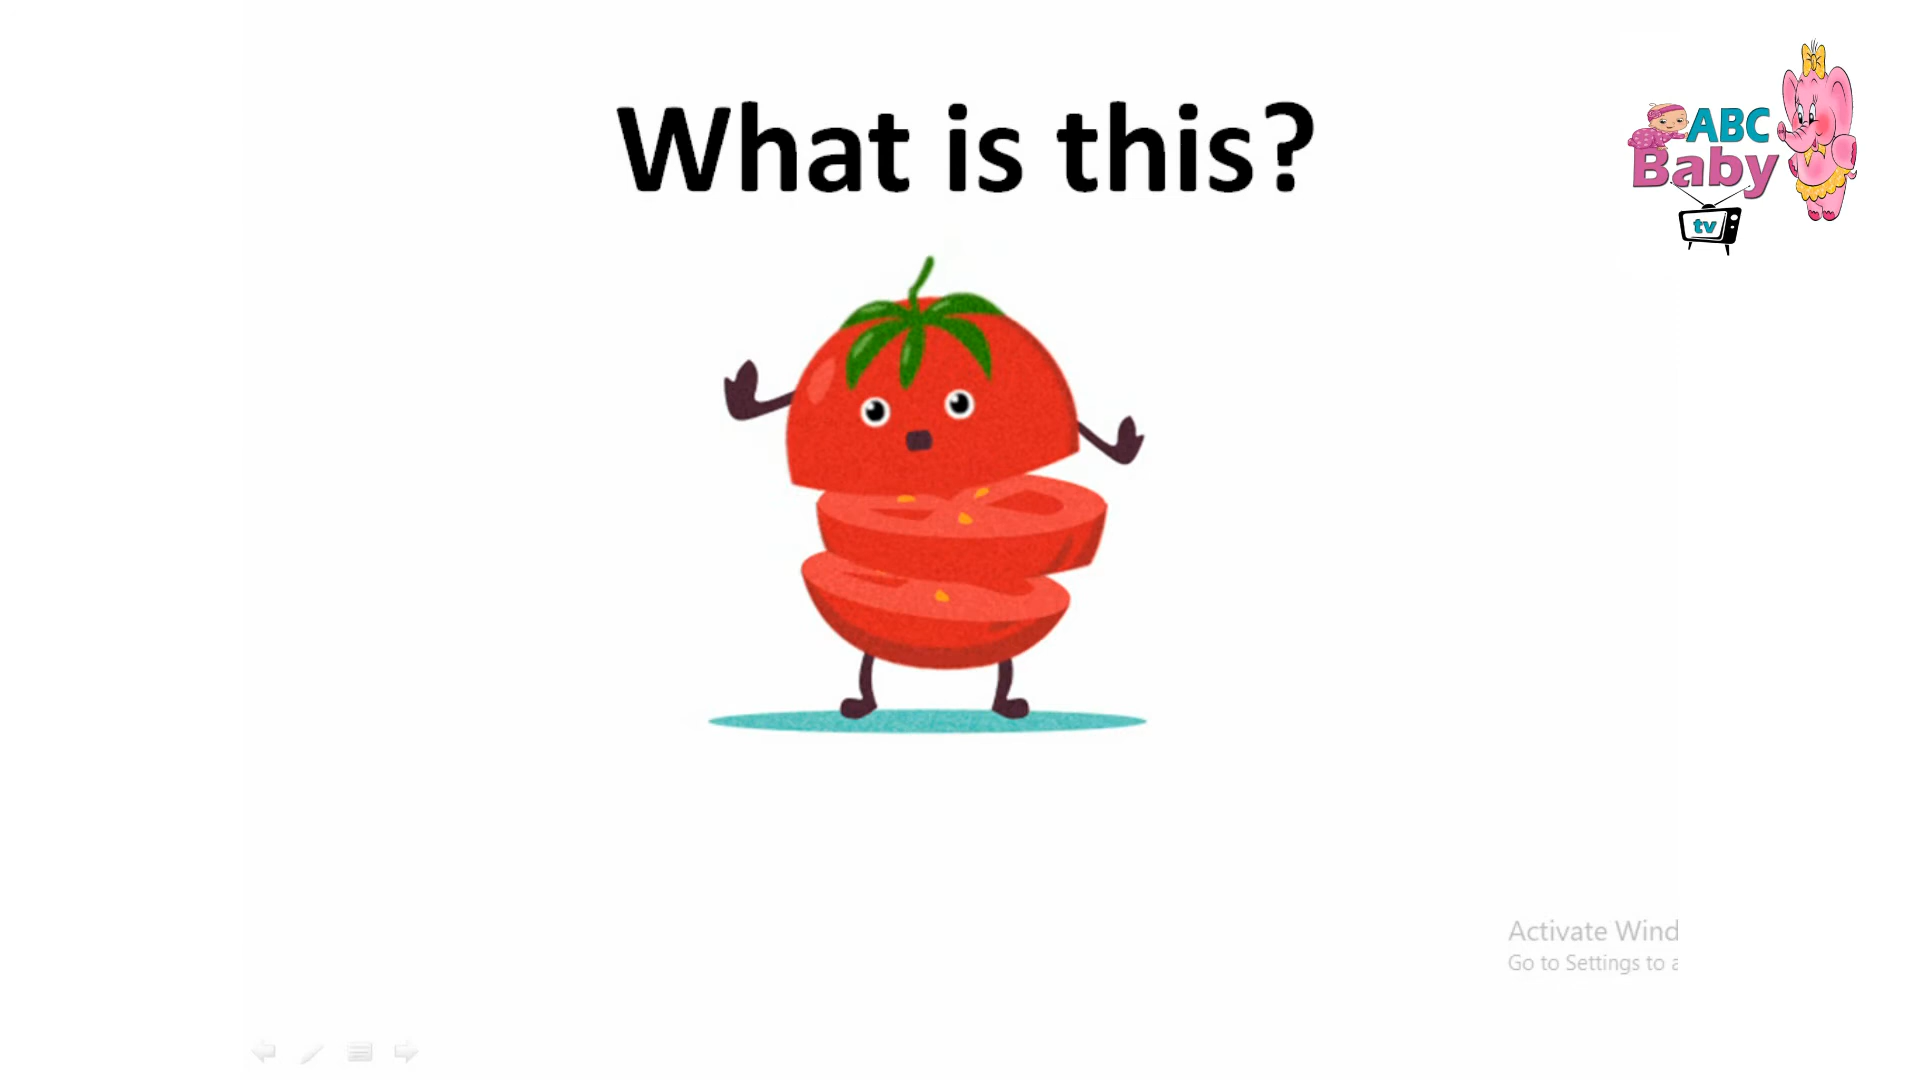 What is this?
ABC
Baby
tv
Activate Wind
Go to Settings to a